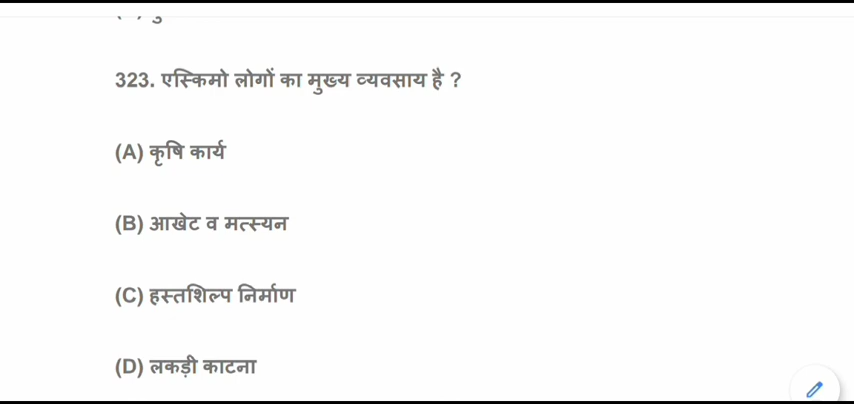 323. एस्किमो लोगों का मुख्य व्यवसाय है ?
(A) कृषि कार्य
(B) आखेट व मत्स्यन
(C) हस्तशिल्प निर्माण
(D) लकड़ी काटना